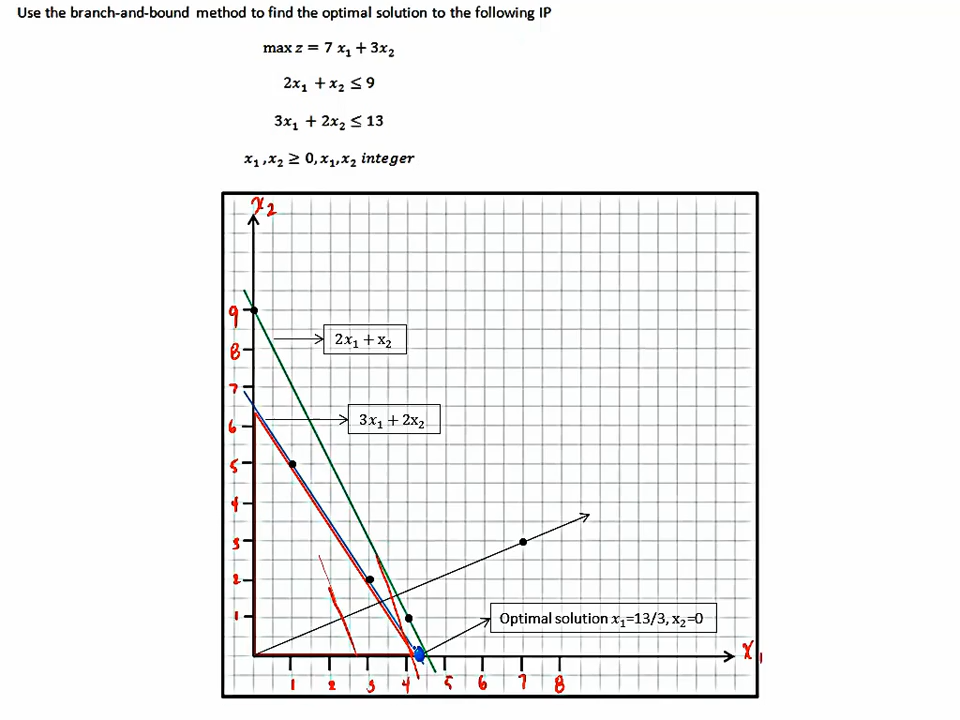 Use the branch-and-bound method to find the optimal solution to the following IP
max z = 7 x₁ + 3x₂
2x₁ + x₂ ≤ 9
3x₁ + 2x₂ ≤ 13
x₁ ,x₂ ≥ 0, x₁,x₂ integer
x₂
9
8
2x₁ + x₂
7
3x₁ + 2x₂
6
5
4
3
2
1
Optimal solution x₁=13/3, x₂=0
x₁
1 2 3 4 5 6 7 8